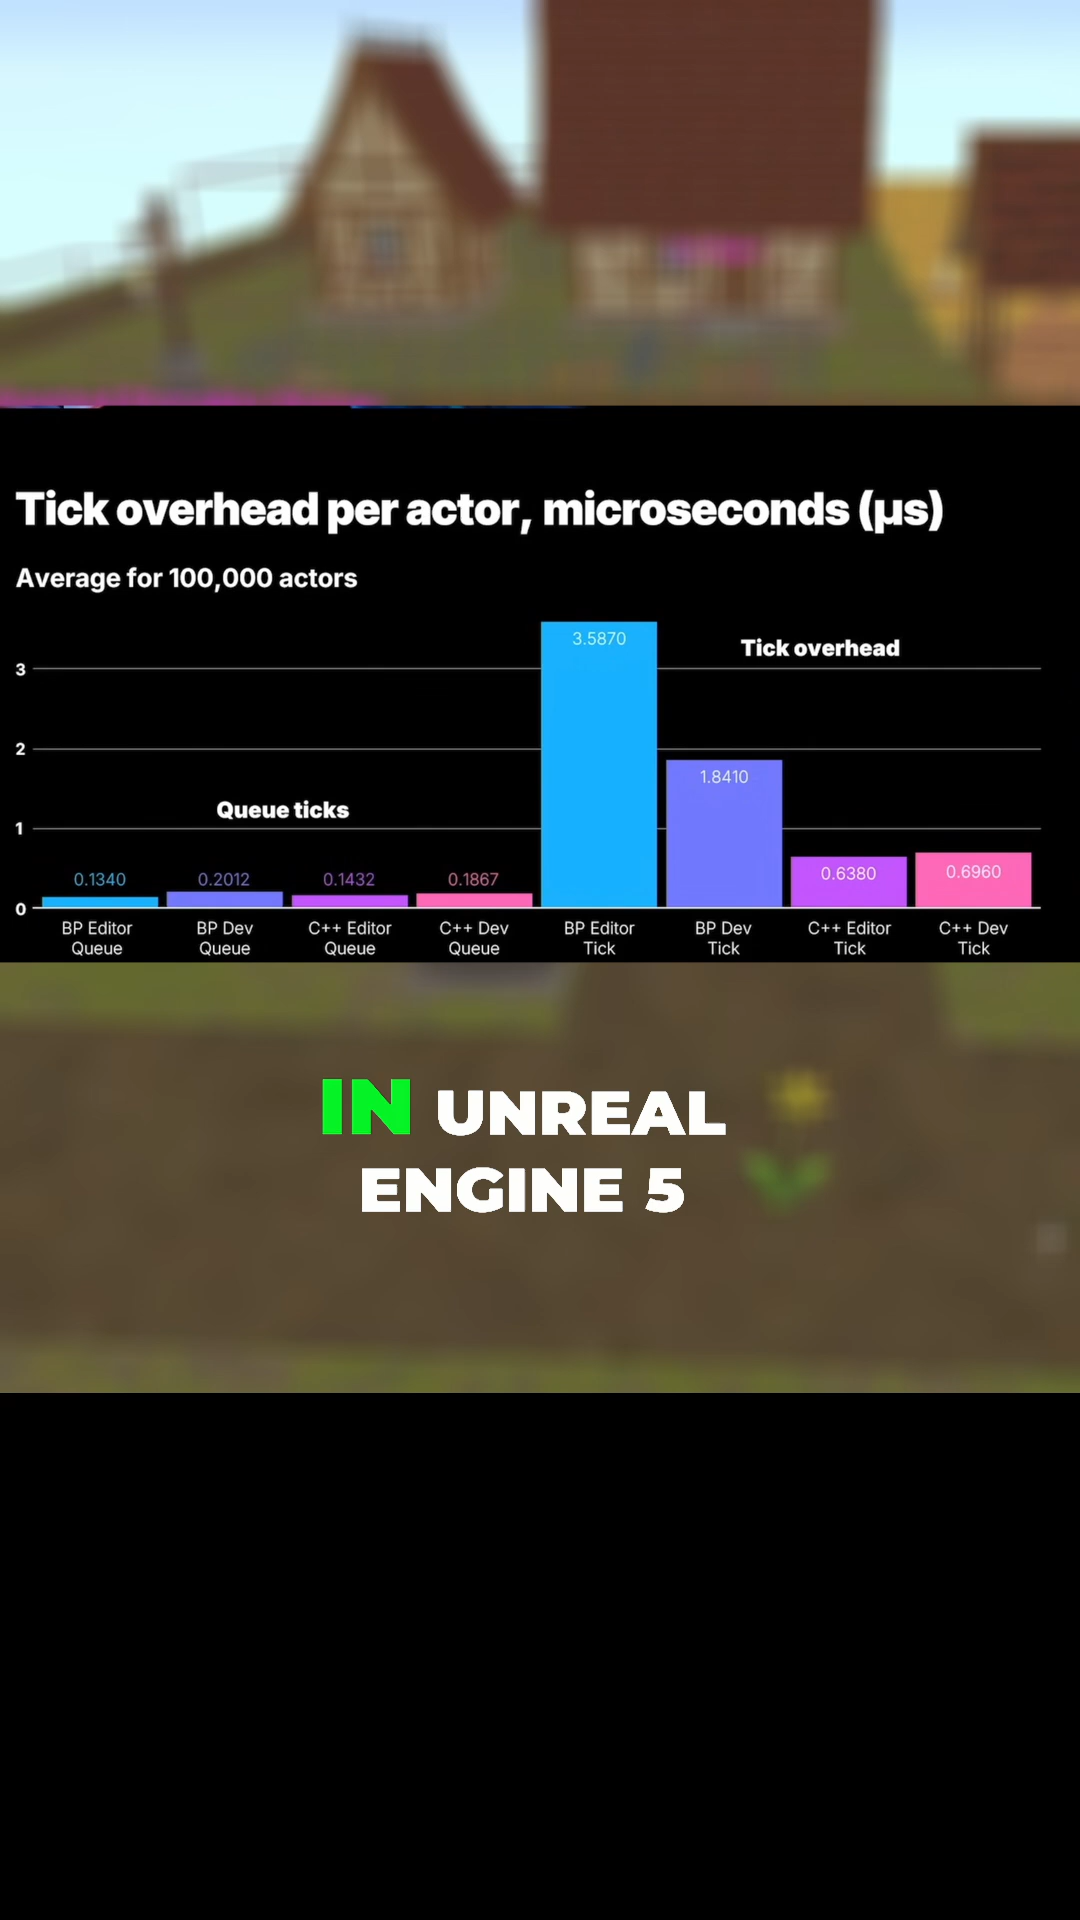 Tick overhead per actor, microseconds (µs)
Average for 100,000 actors
3.5870
Tick overhead
3
2
1.8410
Queue ticks
1
0.1340 0.2012 0.1432 0.1867 0.6380 0.6960
0
BP Editor BP Dev C++ Editor C++ Dev BP Editor BP Dev C++ Editor C++ Dev
Queue Queue Queue Queue Tick Tick Tick Tick
IN UNREAL
ENGINE 5